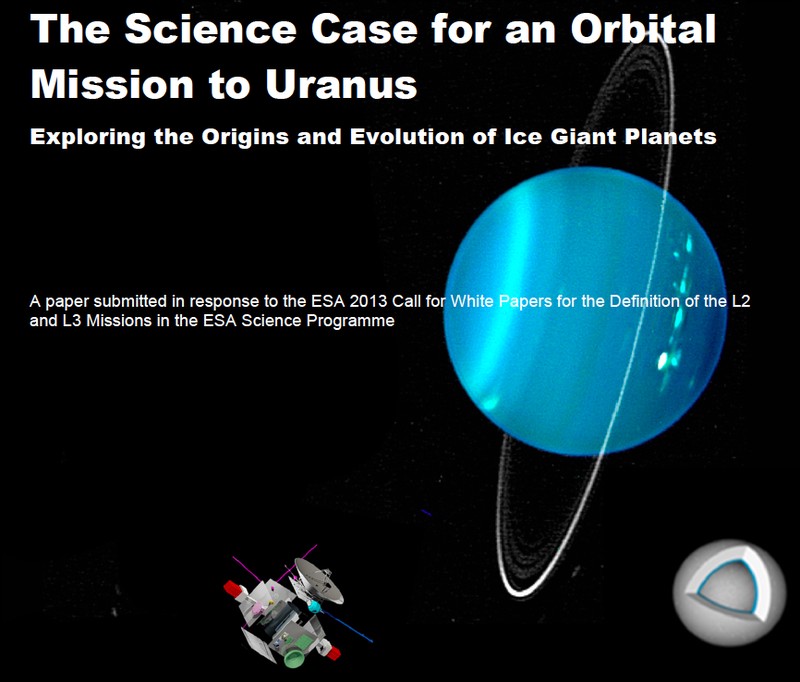 The Science Case for an Orbital
Mission to Uranus
Exploring the Origins and Evolution of Ice Giant Planets
A paper submitted in response to the ESA 2013 Call for White Papers for the Definition of the L2
and L3 Missions in the ESA Science Programme